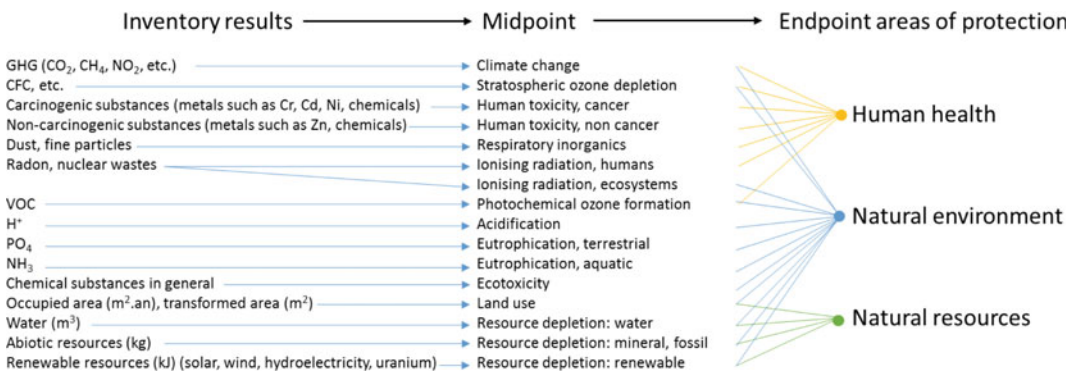 Inventory results Midpoint Endpoint areas of protection
GHG (CO₂, CH₄, NO₂, etc.) Climate change
CFC, etc. Stratospheric ozone depletion
Carcinogenic substances (metals such as Cr, Cd, Ni, chemicals) Human toxicity, cancer
Human health
Non-carcinogenic substances (metals such as Zn, chemicals) Human toxicity, non cancer
Dust, fine particles Respiratory inorganics
Radon, nuclear wastes Ionising radiation, humans
Ionising radiation, ecosystems
VOC Photochemical ozone formation
Natural environment
H⁺ Acidification
PO₄ Eutrophication, terrestrial
NH₃ Eutrophication, aquatic
Chemical substances in general Ecotoxicity
Occupied area (m².an), transformed area (m²) Land use
Natural resources
Water (m³) Resource depletion: water
Abiotic resources (kg) Resource depletion: mineral, fossil
Renewable resources (kJ) (solar, wind, hydroelectricity, uranium) Resource depletion: renewable